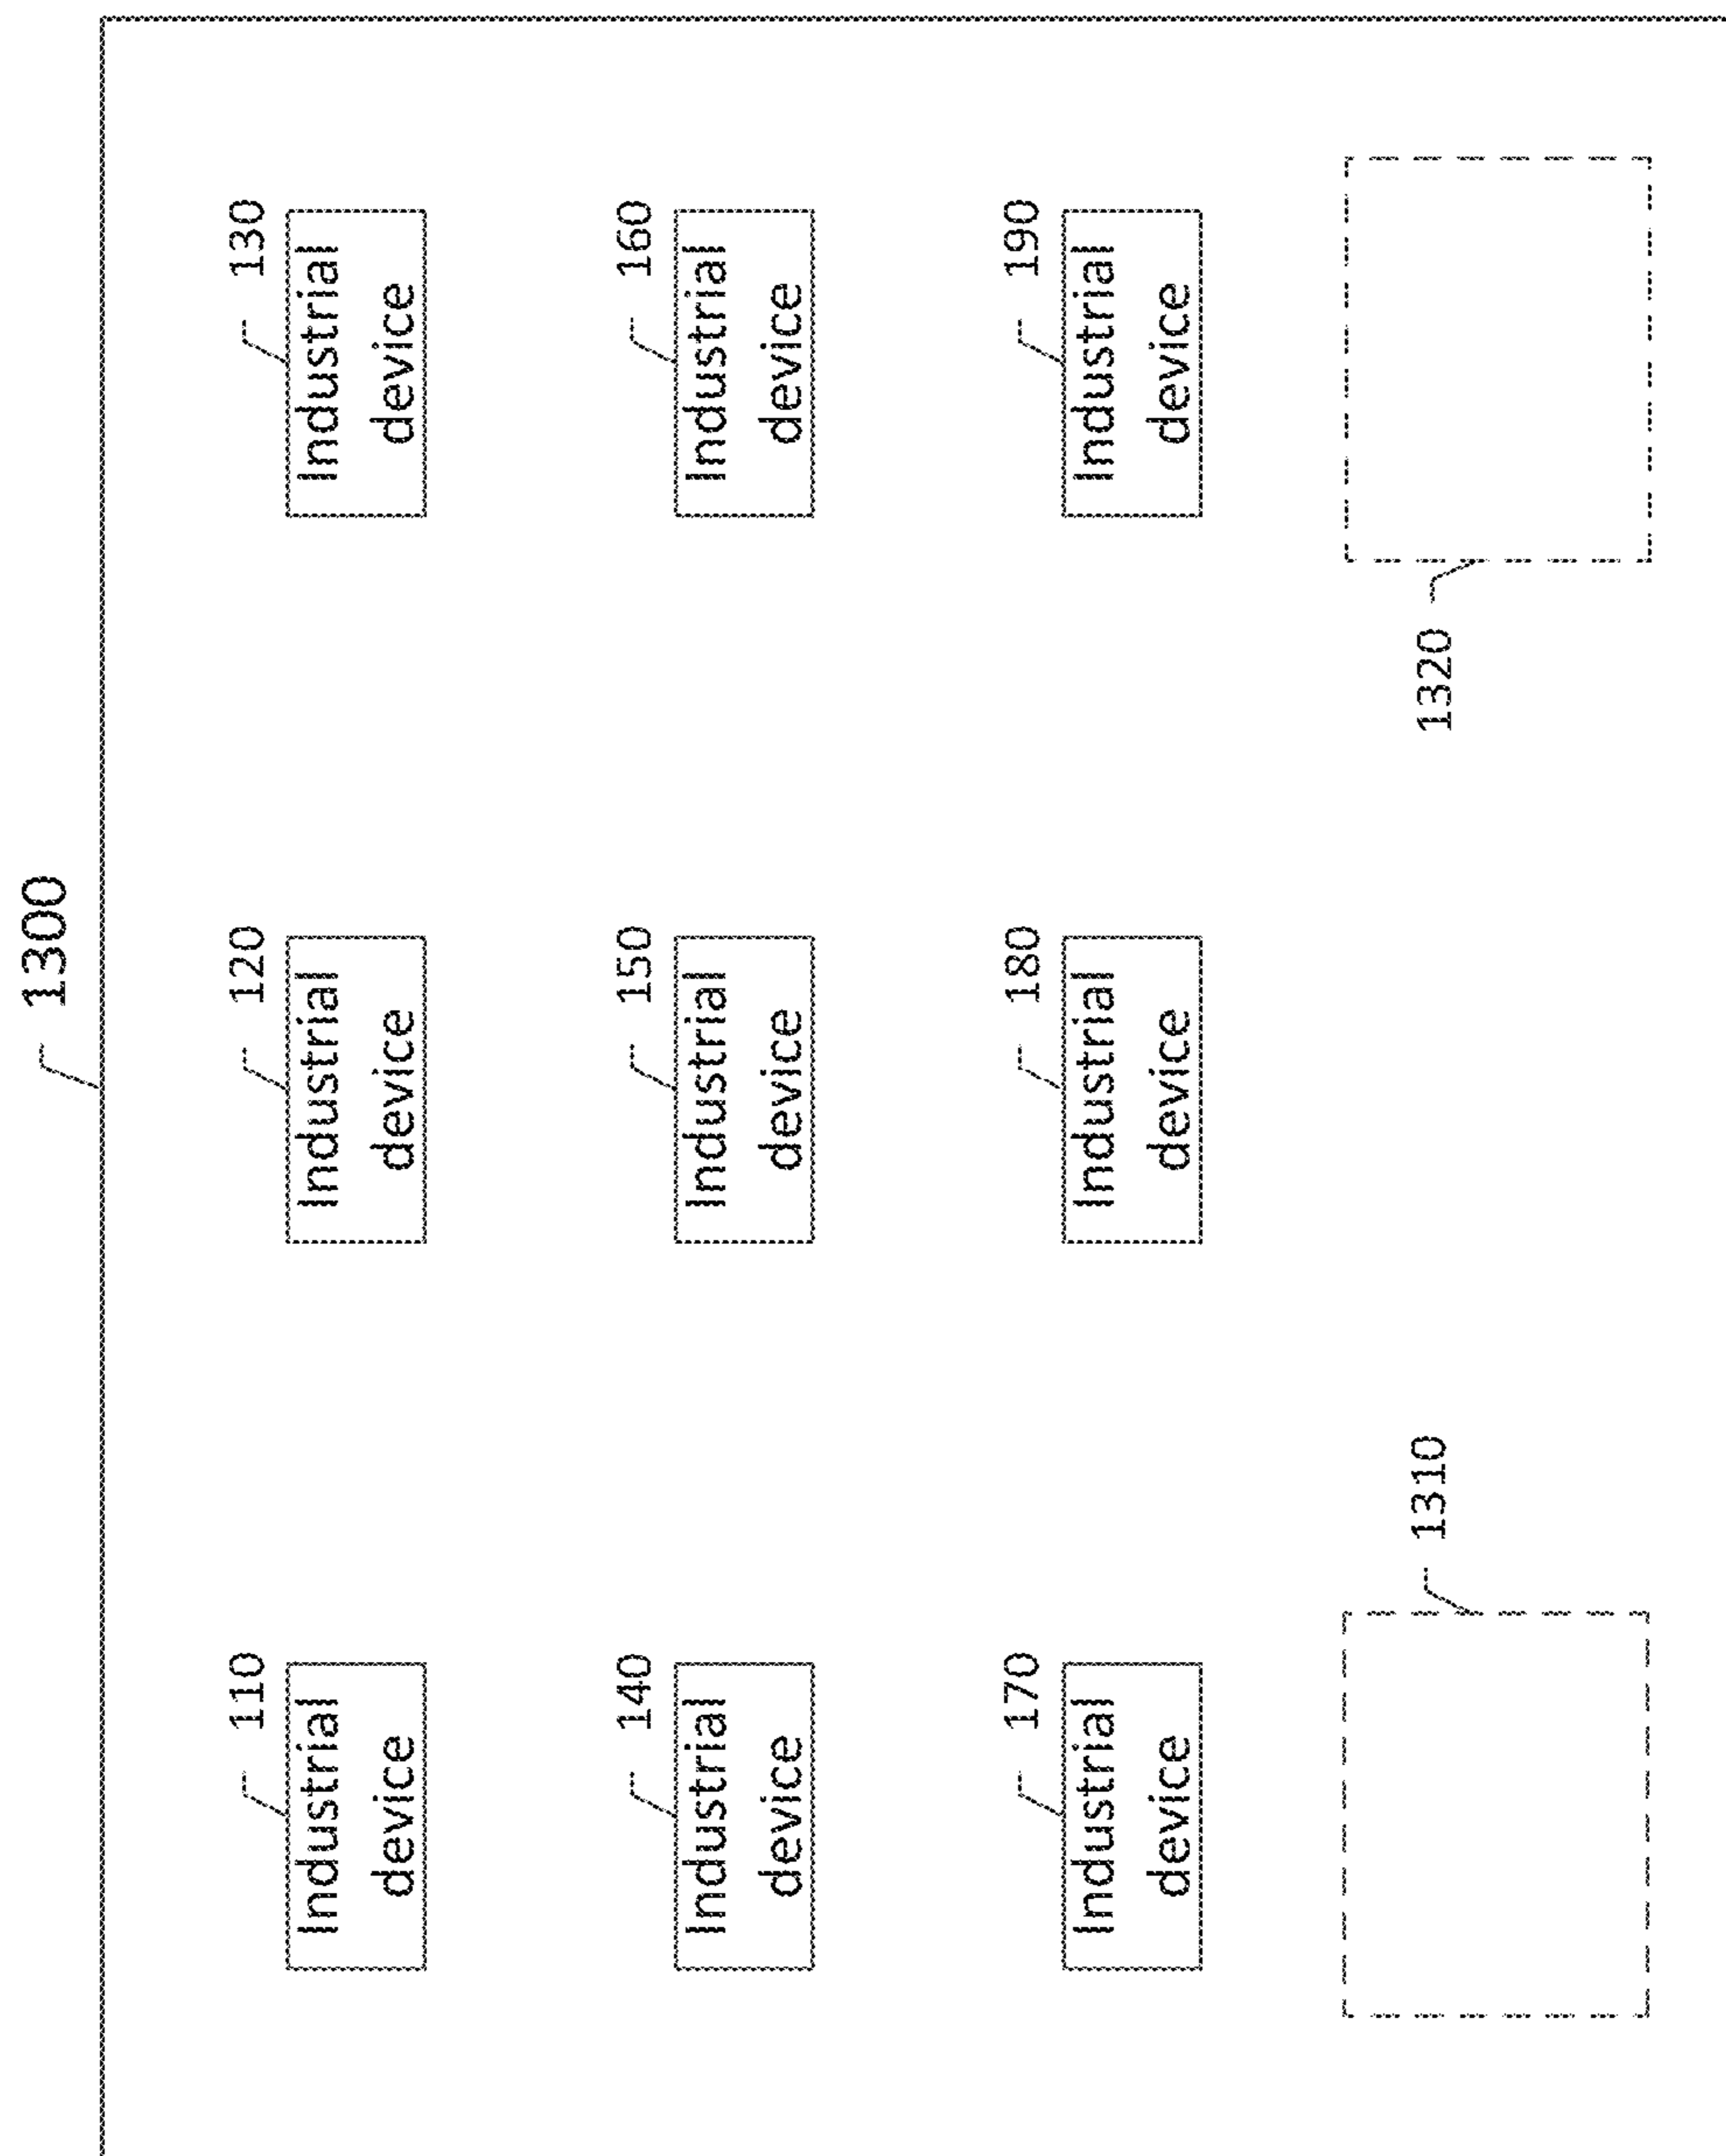 1300
110
Industrial
device
120
Industrial
device
130
Industrial
device
140
Industrial
device
150
Industrial
device
160
Industrial
device
170
Industrial
device
180
Industrial
device
190
Industrial
device
1310
1320